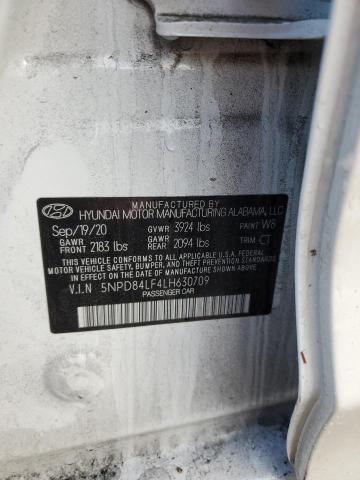 MANUFACTURED BY
HYUNDAI MOTOR MANUFACTURING ALABAMA, LLC
Sep/19/20 GVWR 3924 lbs PAINT W8
GAWR FRONT 2183 lbs GAWR REAR 2094 lbs TRIM CT
THIS VEHICLE CONFORMS TO ALL APPLICABLE U.S.A. FEDERAL
MOTOR VEHICLE SAFETY, BUMPER, AND THEFT PREVENTION STANDARDS
IN EFFECT ON THE DATE OF MANUFACTURE SHOWN ABOVE.
V.I.N 5NPD84LF4LH630709
PASSENGER CAR